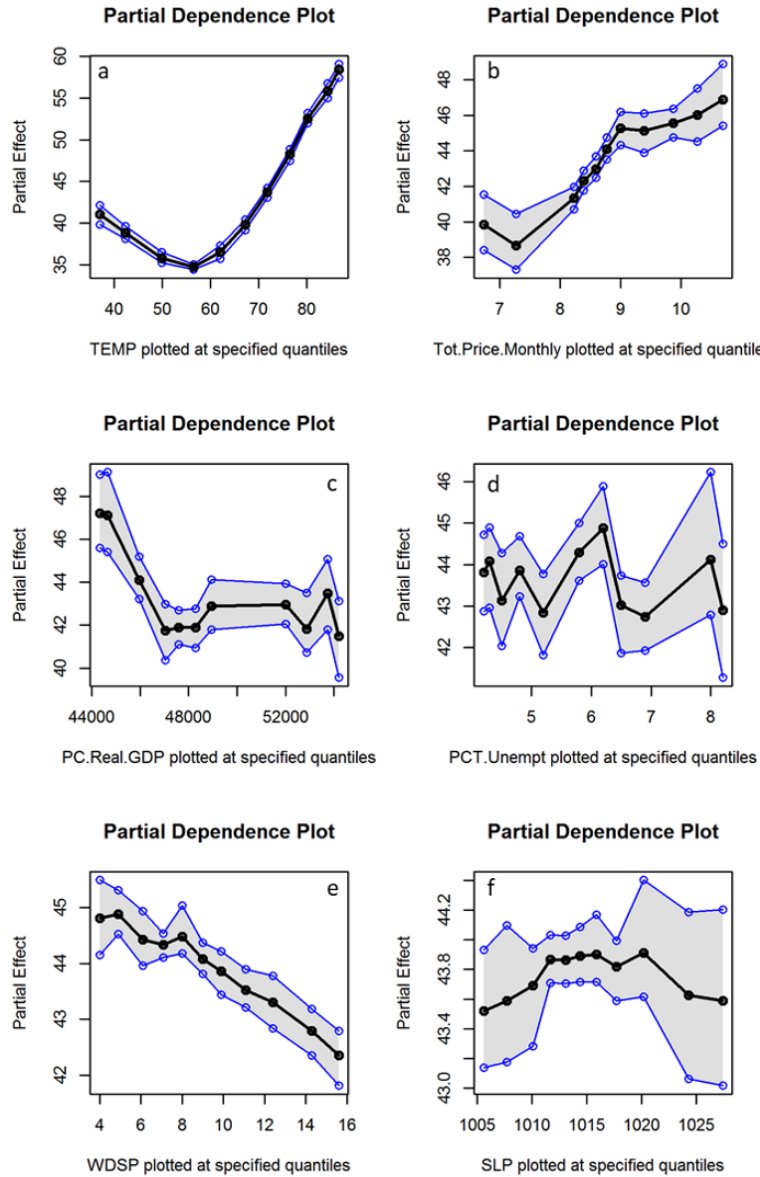 Partial Dependence Plot
a
Partial Effect
60
55
50
45
40
35
40 50 60 70 80
TEMP plotted at specified quantiles
Partial Dependence Plot
b
Partial Effect
48
46
44
42
40
38
7 8 9 10
Tot.Price.Monthly plotted at specified quantile
Partial Dependence Plot
c
Partial Effect
48
46
44
42
40
44000 48000 52000
PC.Real.GDP plotted at specified quantiles
Partial Dependence Plot
d
Partial Effect
46
45
44
43
42
5 6 7 8
PCT.Unempt plotted at specified quantiles
Partial Dependence Plot
e
Partial Effect
45
44
43
42
4 6 8 10 12 14 16
WDSP plotted at specified quantiles
Partial Dependence Plot
f
Partial Effect
44.2
43.8
43.4
43.0
1005 1010 1015 1020 1025
SLP plotted at specified quantiles